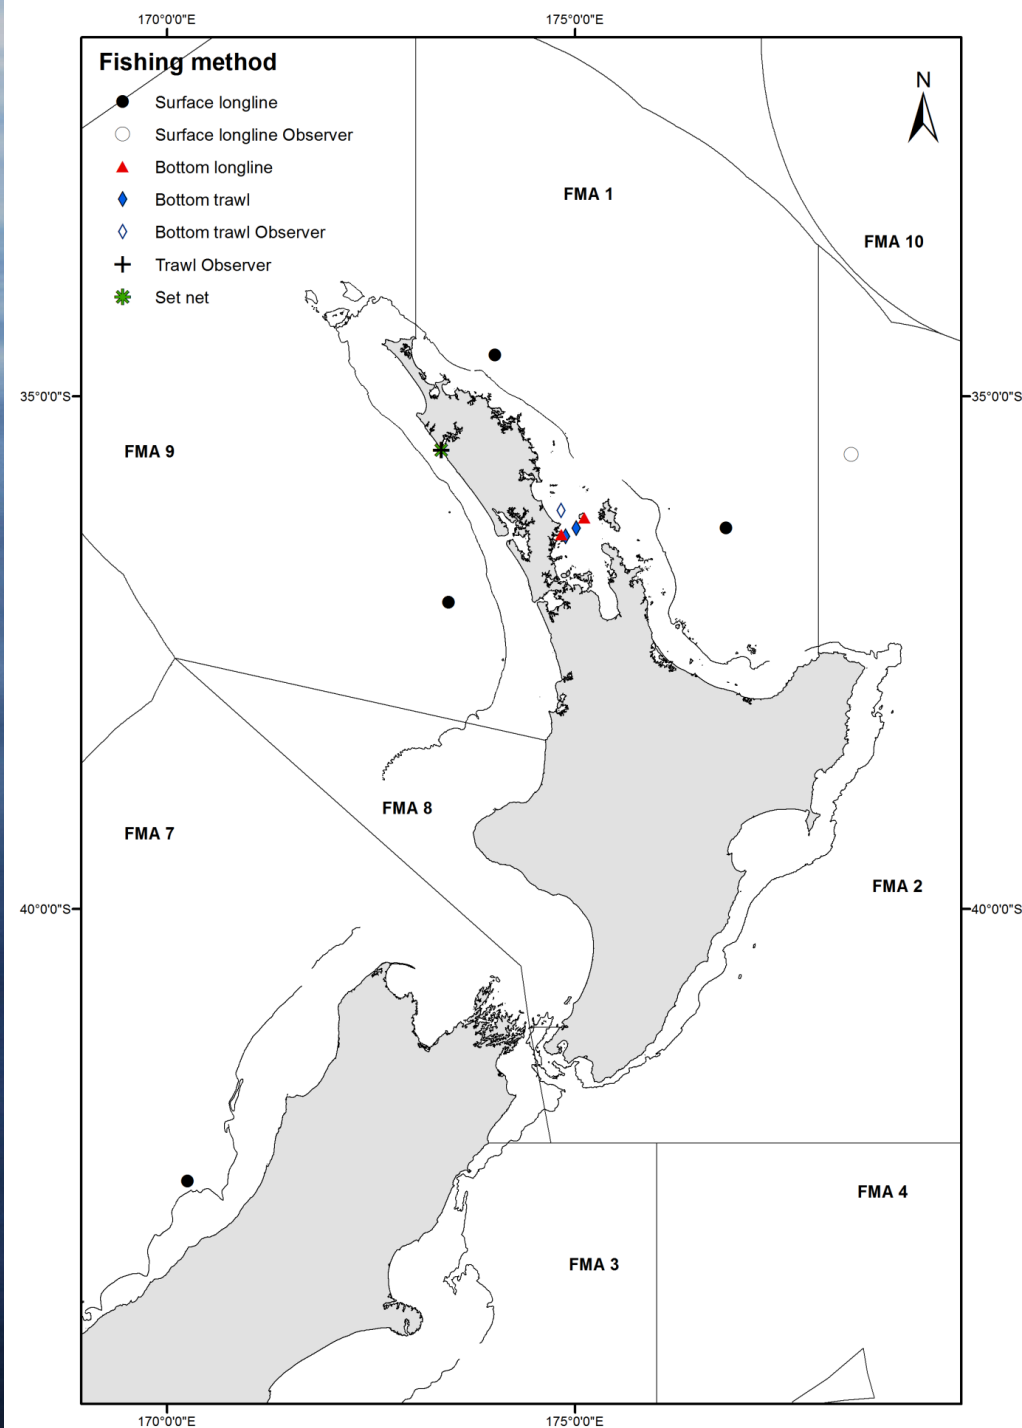 170°0'0"E
175°0'0"E
Fishing method
Surface longline
Surface longline Observer
Bottom longline
Bottom trawl
Bottom trawl Observer
Trawl Observer
Set net
N
FMA 1
FMA 10
35°0'0"S
35°0'0"S
FMA 9
FMA 8
FMA 7
FMA 2
40°0'0"S
40°0'0"S
FMA 4
FMA 3
170°0'0"E
175°0'0"E